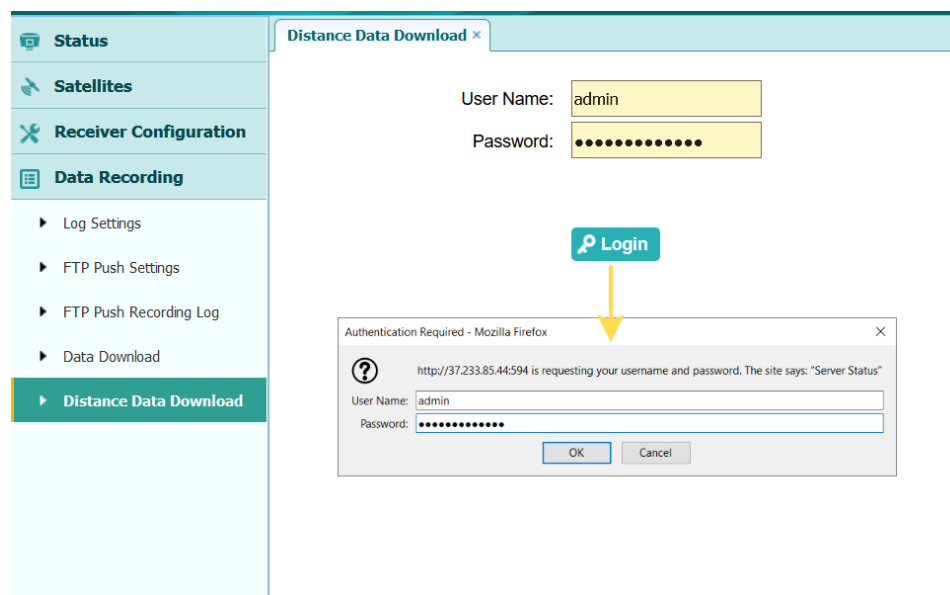 Status
Satellites
Receiver Configuration
Data Recording
Log Settings
FTP Push Settings
FTP Push Recording Log
Data Download
Distance Data Download
Distance Data Download ×
User Name: admin
Password: •••••••••••••
Login
Authentication Required - Mozilla Firefox
http://37.233.85.44:594 is requesting your username and password. The site says: "Server Status"
User Name: admin
Password: •••••••••••••
OK Cancel